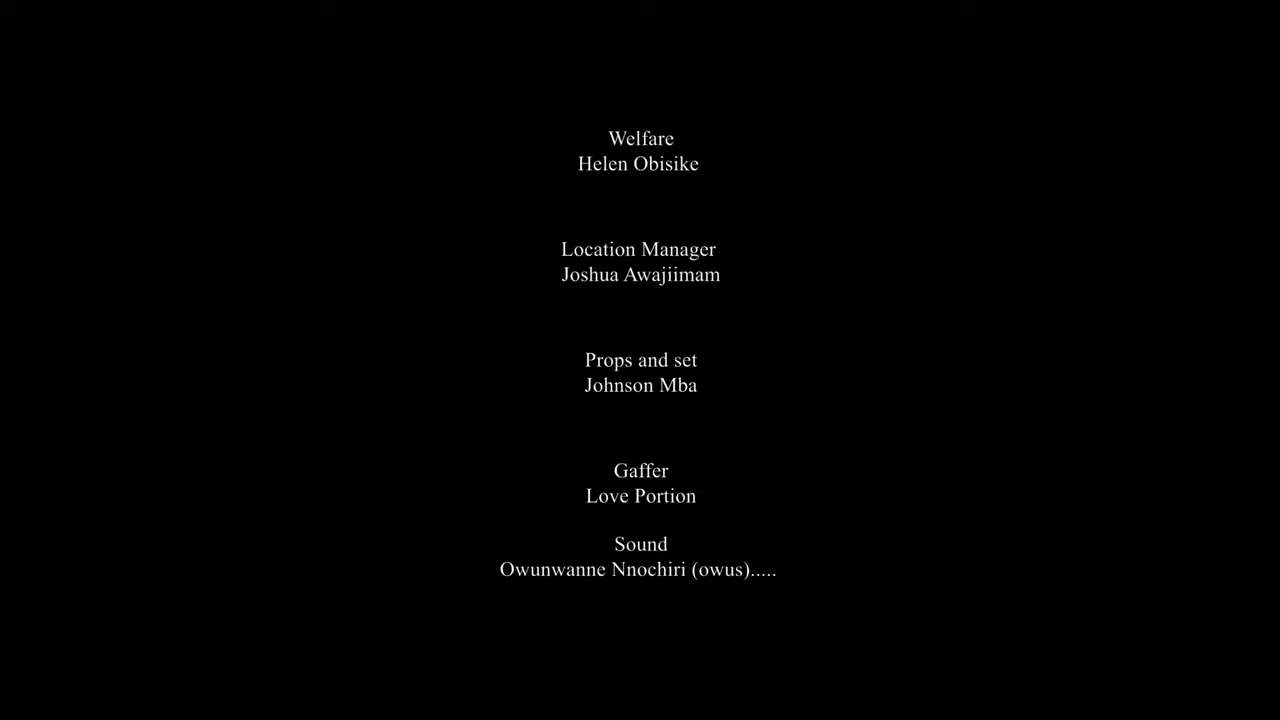 Welfare
Helen Obisike
Location Manager
Joshua Awajiimam
Props and set
Johnson Mba
Gaffer
Love Portion
Sound
Owunwanne Nnochiri (owus).....